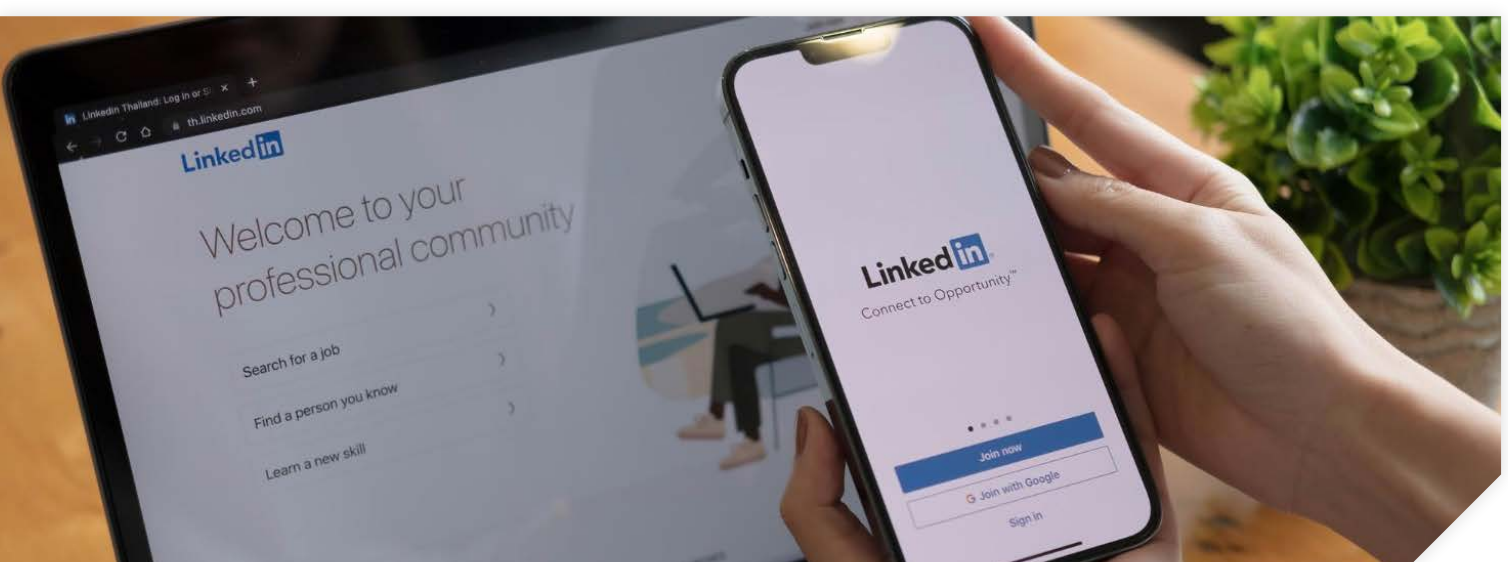 Linkedin Thailand: Log in or Si
th.linkedin.com
Linkedin
Welcome to your
professional community
Search for a job
Find a person you know
Learn a new skill
Linkedin
Connect to Opportunity™
Join now
G Join with Google
Sign in